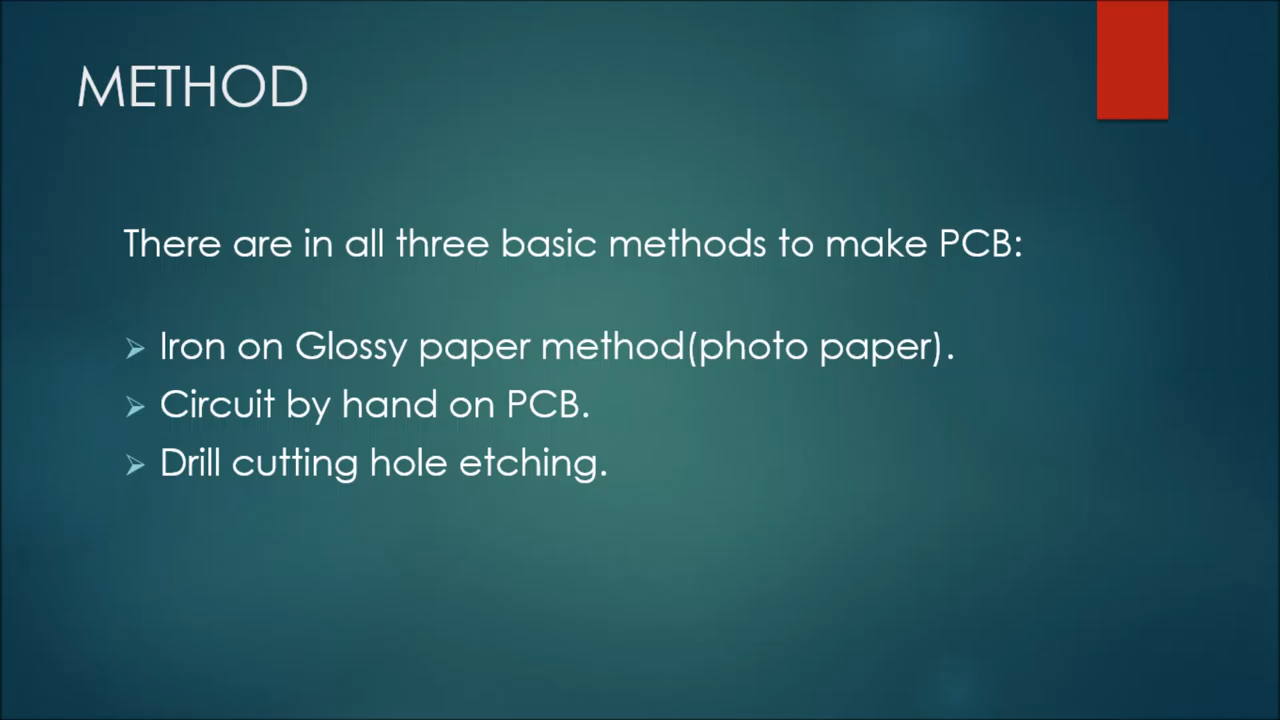 METHOD
There are in all three basic methods to make PCB:
Iron on Glossy paper method(photo paper).
Circuit by hand on PCB.
Drill cutting hole etching.